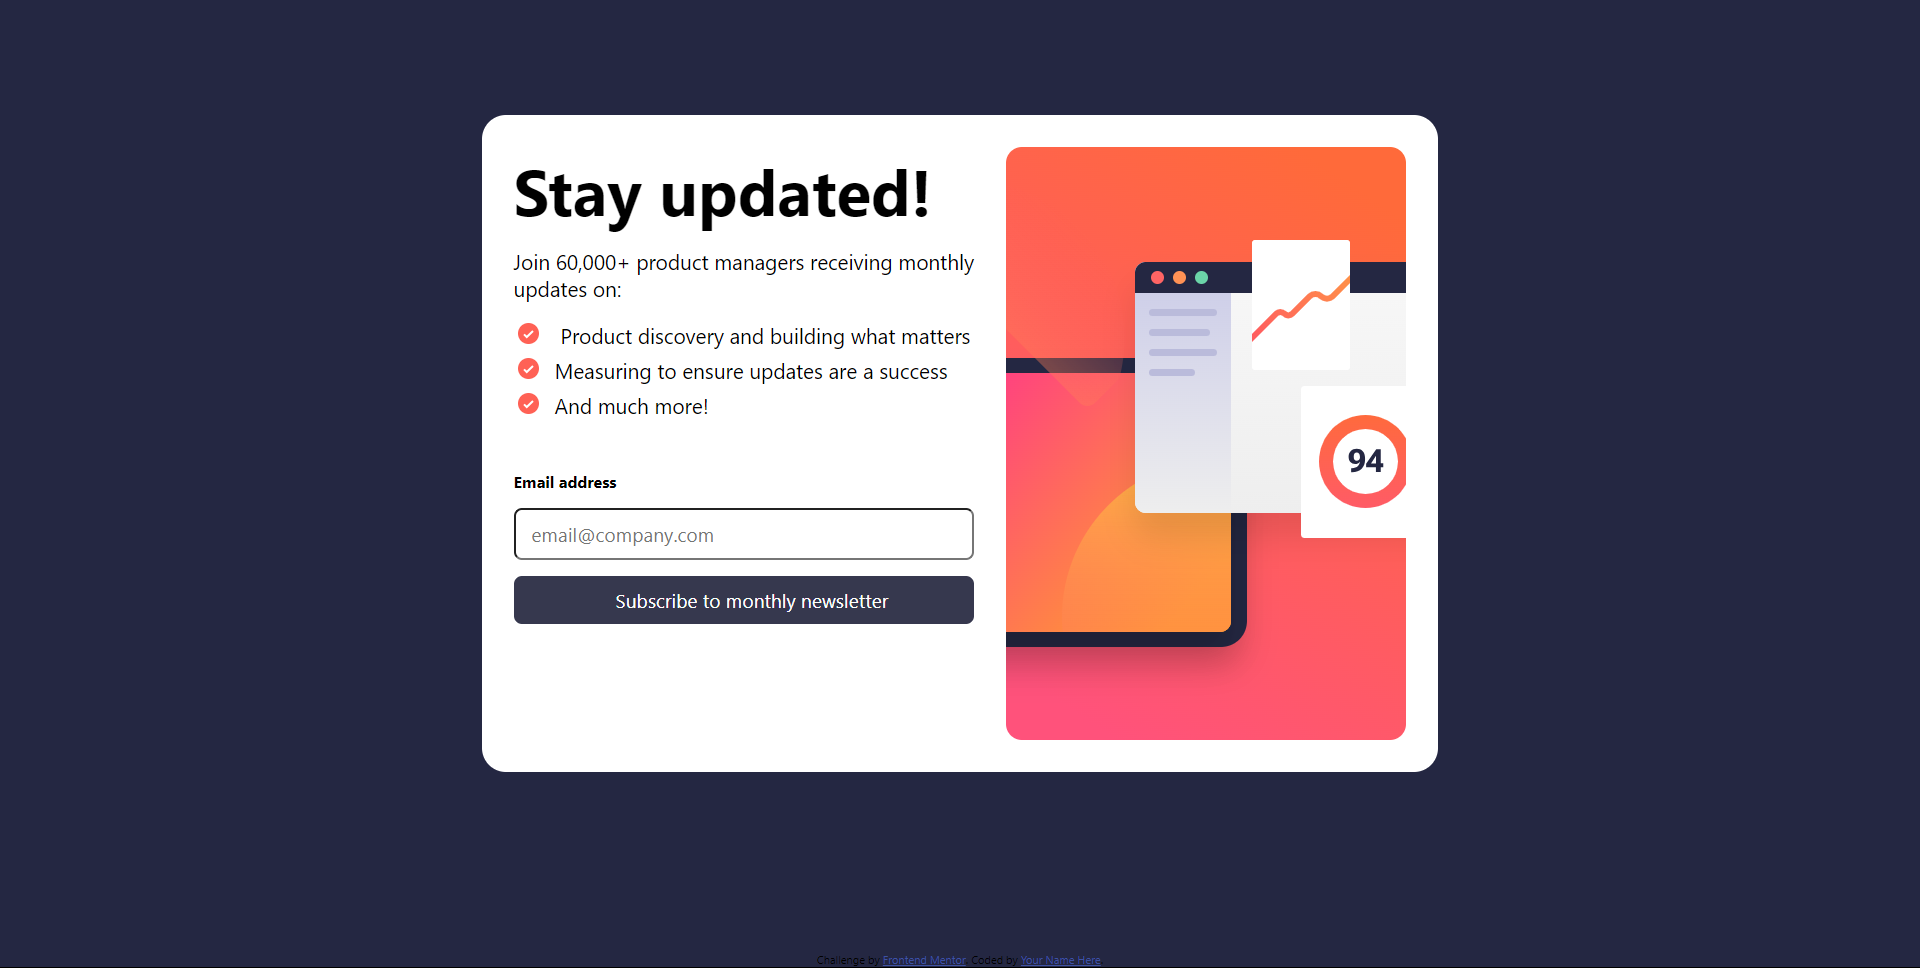 Stay updated!
Join 60,000+ product managers receiving monthly
updates on:
Product discovery and building what matters
Measuring to ensure updates are a success
And much more!
Email address
email@company.com
Subscribe to monthly newsletter
94
Challenge by Frontend Mentor. Coded by Your Name Here.